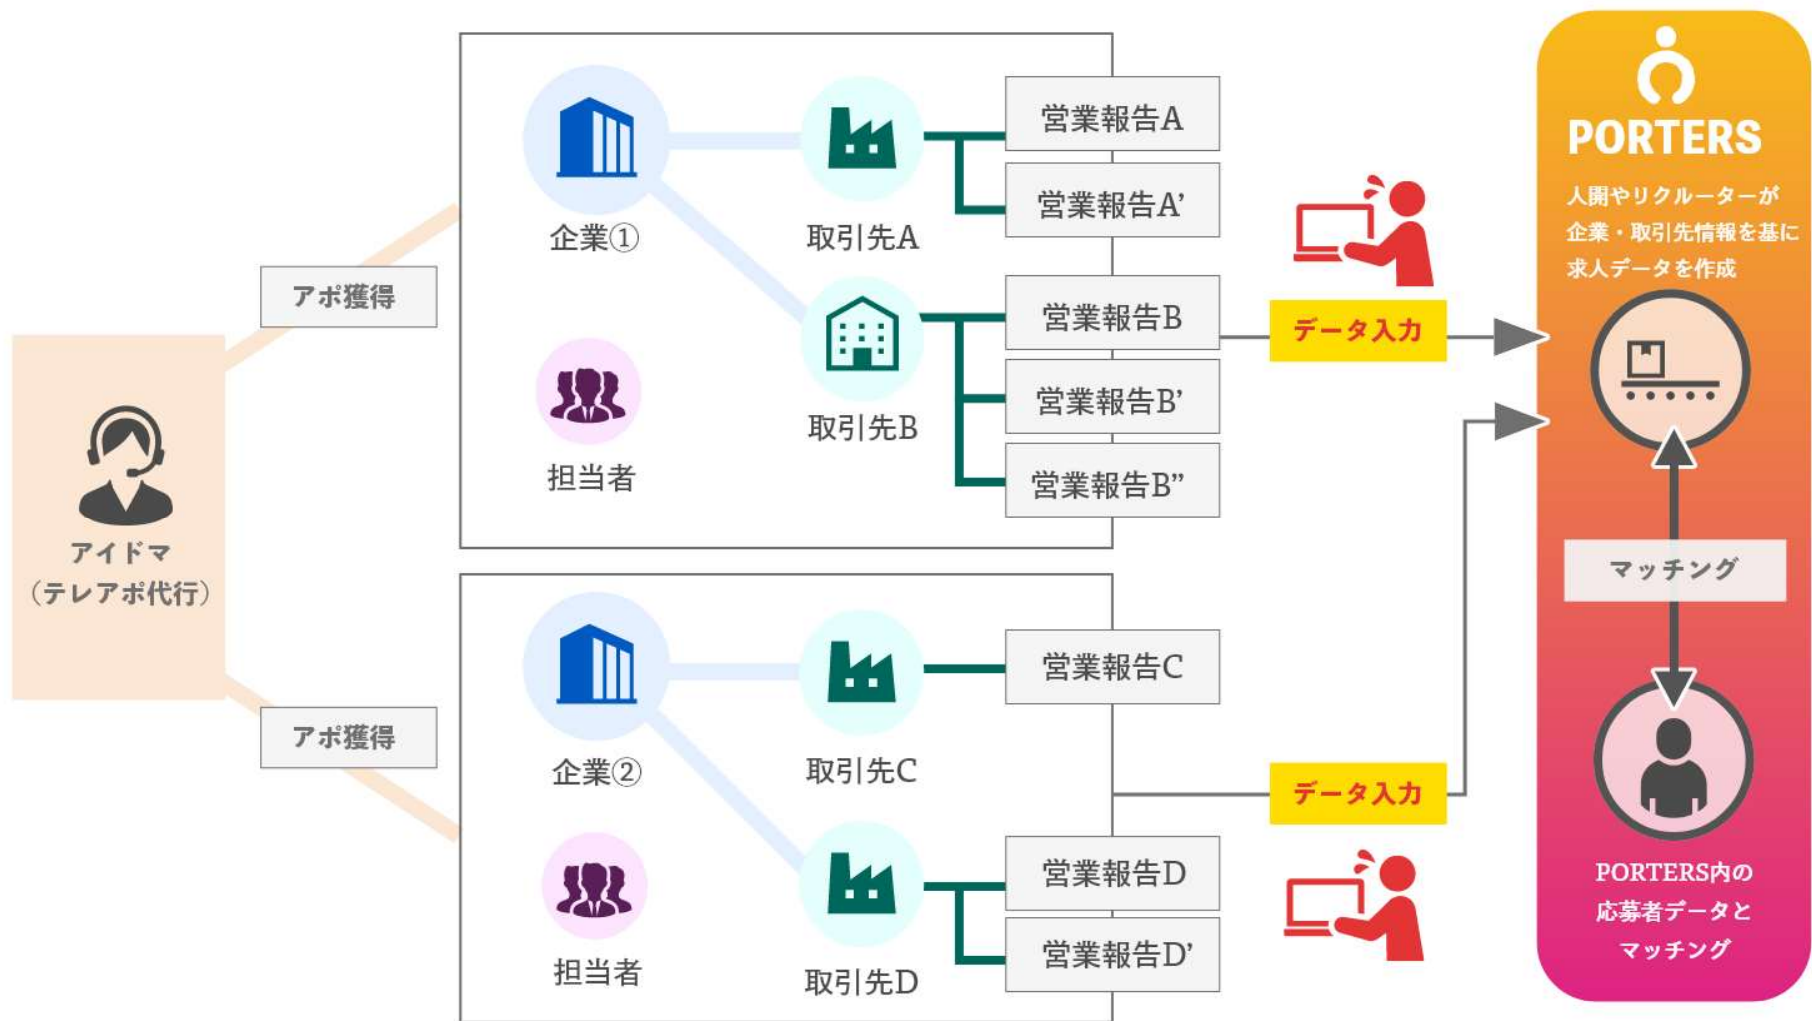 アイドマ
（テレアポ代行）
アポ獲得
アポ獲得
企業①
担当者
取引先A
取引先B
営業報告A
営業報告A’
営業報告B
営業報告B’
営業報告B”
企業②
担当者
取引先C
取引先D
営業報告C
営業報告D
営業報告D’
データ入力
データ入力
PORTERS
人開やリクルーターが
企業・取引先情報を基に
求人データを作成
マッチング
PORTERS内の
応募者データと
マッチング